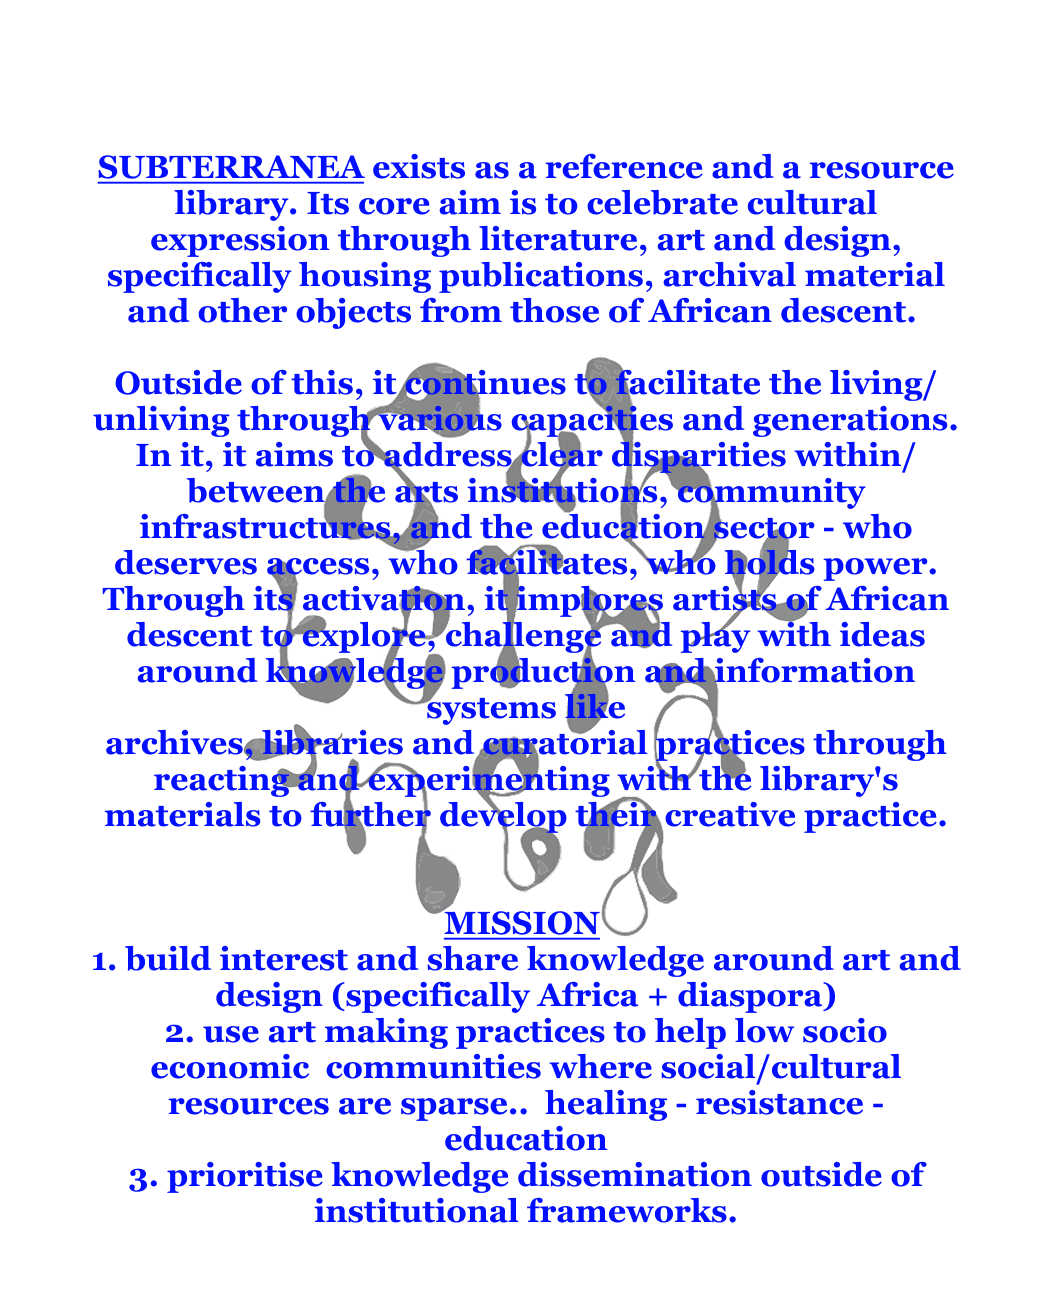 SUBTERRANEA exists as a reference and a resource
library. Its core aim is to celebrate cultural
expression through literature, art and design,
specifically housing publications, archival material
and other objects from those of African descent.
Outside of this, it continues to facilitate the living/
unliving through various capacities and generations.
In it, it aims to address clear disparities within/
between the arts institutions, community
infrastructures, and the education sector - who
deserves access, who facilitates, who holds power.
Through its activation, it implores artists of African
descent to explore, challenge and play with ideas
around knowledge production and information
systems like
archives, libraries and curatorial practices through
reacting and experimenting with the library's
materials to further develop their creative practice.
MISSION
1. build interest and share knowledge around art and
design (specifically Africa + diaspora)
2. use art making practices to help low socio
economic  communities where social/cultural
resources are sparse..  healing - resistance -
education
3. prioritise knowledge dissemination outside of
institutional frameworks.